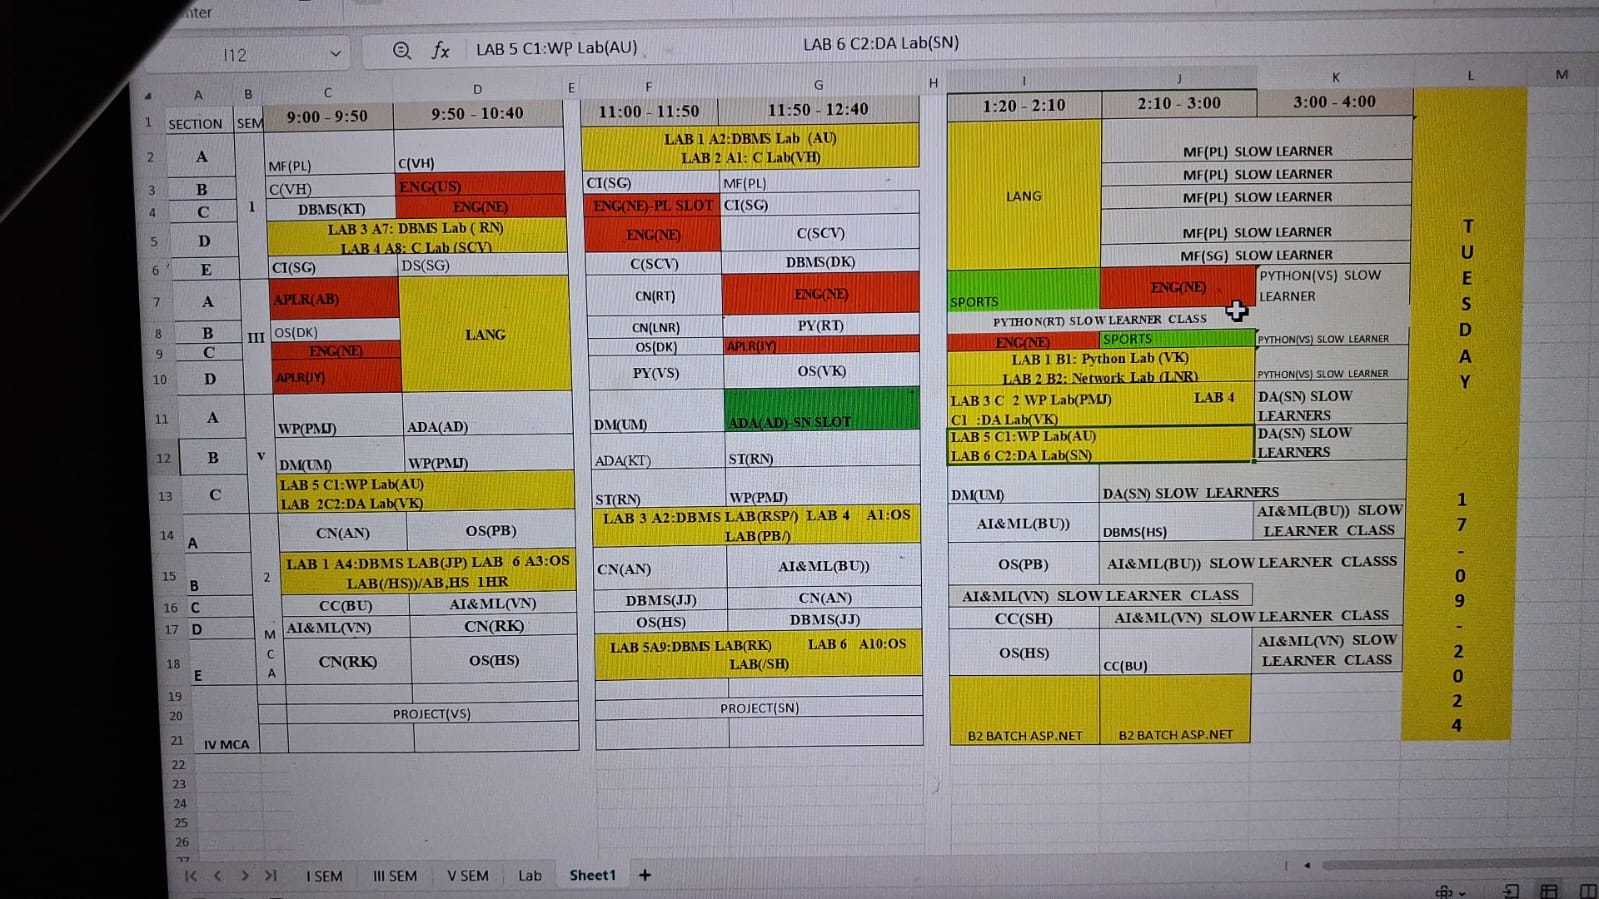 nter
I12 fx LAB 5 C1:WP Lab(AU) LAB 6 C2:DA Lab(SN)
A B C D E F G H I J K L M
1 SECTION SEM 9:00 - 9:50 9:50 - 10:40 11:00 - 11:50 11:50 - 12:40 1:20 - 2:10 2:10 - 3:00 3:00 - 4:00
2 A MF(PL) C(VH) LAB 1 A2:DBMS Lab (AU)
LAB 2 A1: C Lab(VH) MF(PL) SLOW LEARNER
3 B C(VH) ENG(US) CI(SG) MF(PL) MF(PL) SLOW LEARNER
1 LANG
4 C DBMS(KT) ENG(NE) ENG(NE)-PL SLOT CI(SG) MF(PL) SLOW LEARNER
5 D LAB 3 A7: DBMS Lab ( RN)
LAB 4 A8: C Lab (SCV) ENG(NE) C(SCV) MF(PL) SLOW LEARNER
6 E CI(SG) DS(SG) C(SCV) DBMS(DK) MF(SG) SLOW LEARNER
7 A APLR(AB) CN(RT) ENG(NE) SPORTS ENG(NE) PYTHON(VS) SLOW
LEARNER
8 B III OS(DK) LANG CN(LNR) PY(RT) PYTHON(RT) SLOW LEARNER CLASS
9 C ENG(NE) OS(DK) APLR(JY) ENG(NE) SPORTS PYTHON(VS) SLOW LEARNER
10 D APLR(JY) PY(VS) OS(VK) LAB 1 B1: Python Lab (VK)
LAB 2 B2: Network Lab (LNR) PYTHON(VS) SLOW LEARNER
11 A WP(PMJ) ADA(AD) DM(UM) ADA(AD)-SN SLOT LAB 3 C 2 WP Lab(PMJ) LAB 4
C1 :DA Lab(VK) DA(SN) SLOW
LEARNERS
12 B V DM(UM) WP(PMJ) ADA(KT) ST(RN) LAB 5 C1:WP Lab(AU)
LAB 6 C2:DA Lab(SN) DA(SN) SLOW
LEARNERS
13 C LAB 5 C1:WP Lab(AU)
LAB 2C2:DA Lab(VK) ST(RN) WP(PMJ) DM(UM) DA(SN) SLOW LEARNERS
14 A CN(AN) OS(PB) LAB 3 A2:DBMS LAB(RSP/) LAB 4 A1:OS
LAB(PB/) AI&ML(BU)) DBMS(HS) AI&ML(BU)) SLOW
LEARNER CLASS
15 B 2 LAB 1 A4:DBMS LAB(JP) LAB 6 A3:OS
LAB(/HS))/AB,HS 1HR CN(AN) AI&ML(BU)) OS(PB) AI&ML(BU)) SLOW LEARNER CLASSS
16 C CC(BU) AI&ML(VN) DBMS(JJ) CN(AN) AI&ML(VN) SLOW LEARNER CLASS
17 D AI&ML(VN) CN(RK) OS(HS) DBMS(JJ) CC(SH) AI&ML(VN) SLOW LEARNER CLASS
M
C
A
18 E CN(RK) OS(HS) LAB 5A9:DBMS LAB(RK) LAB 6 A10:OS
LAB(/SH) OS(HS) CC(BU) AI&ML(VN) SLOW
LEARNER CLASS
19
20 PROJECT(VS) PROJECT(SN)
21 IV MCA B2 BATCH ASP.NET B2 BATCH ASP.NET
T
U
E
S
D
A
Y
1
7
-
0
9
-
2
0
2
4
22
23
24
25
26
27
I SEM III SEM V SEM Lab Sheet1 +